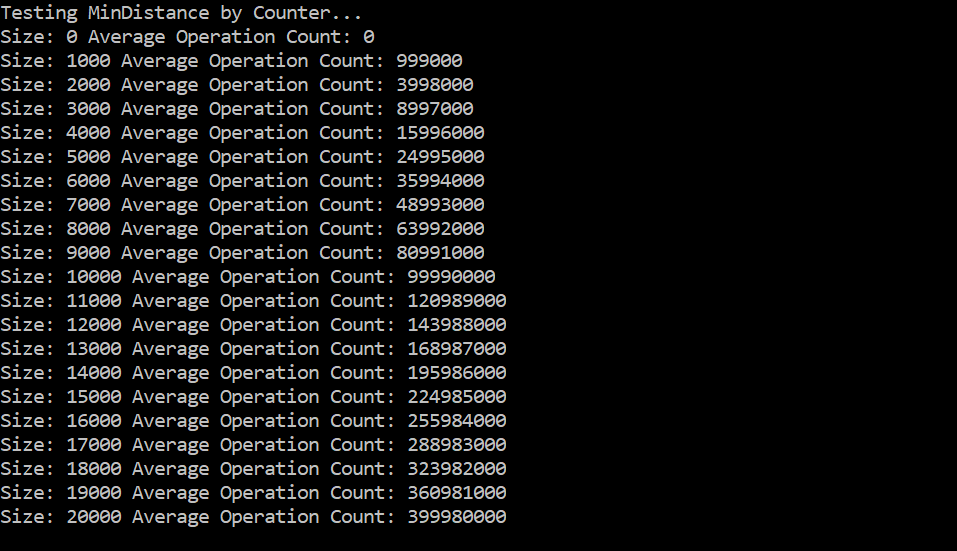 Testing MinDistance by Counter...
Size: 0 Average Operation Count: 0
Size: 1000 Average Operation Count: 999000
Size: 2000 Average Operation Count: 3998000
Size: 3000 Average Operation Count: 8997000
Size: 4000 Average Operation Count: 15996000
Size: 5000 Average Operation Count: 24995000
Size: 6000 Average Operation Count: 35994000
Size: 7000 Average Operation Count: 48993000
Size: 8000 Average Operation Count: 63992000
Size: 9000 Average Operation Count: 80991000
Size: 10000 Average Operation Count: 99990000
Size: 11000 Average Operation Count: 120989000
Size: 12000 Average Operation Count: 143988000
Size: 13000 Average Operation Count: 168987000
Size: 14000 Average Operation Count: 195986000
Size: 15000 Average Operation Count: 224985000
Size: 16000 Average Operation Count: 255984000
Size: 17000 Average Operation Count: 288983000
Size: 18000 Average Operation Count: 323982000
Size: 19000 Average Operation Count: 360981000
Size: 20000 Average Operation Count: 399980000